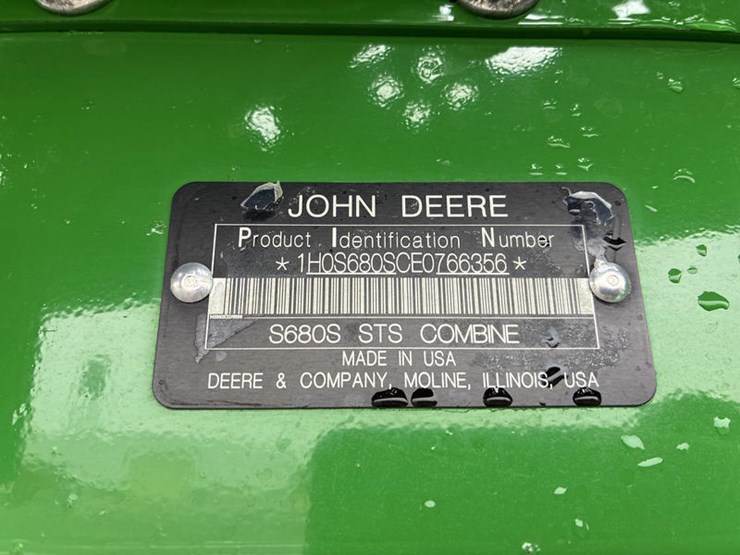 JOHN DEERE
Product Identification Number
*1H0S680SCE0766356*
S680S STS COMBINE
MADE IN USA
DEERE & COMPANY, MOLINE, ILLINOIS, USA